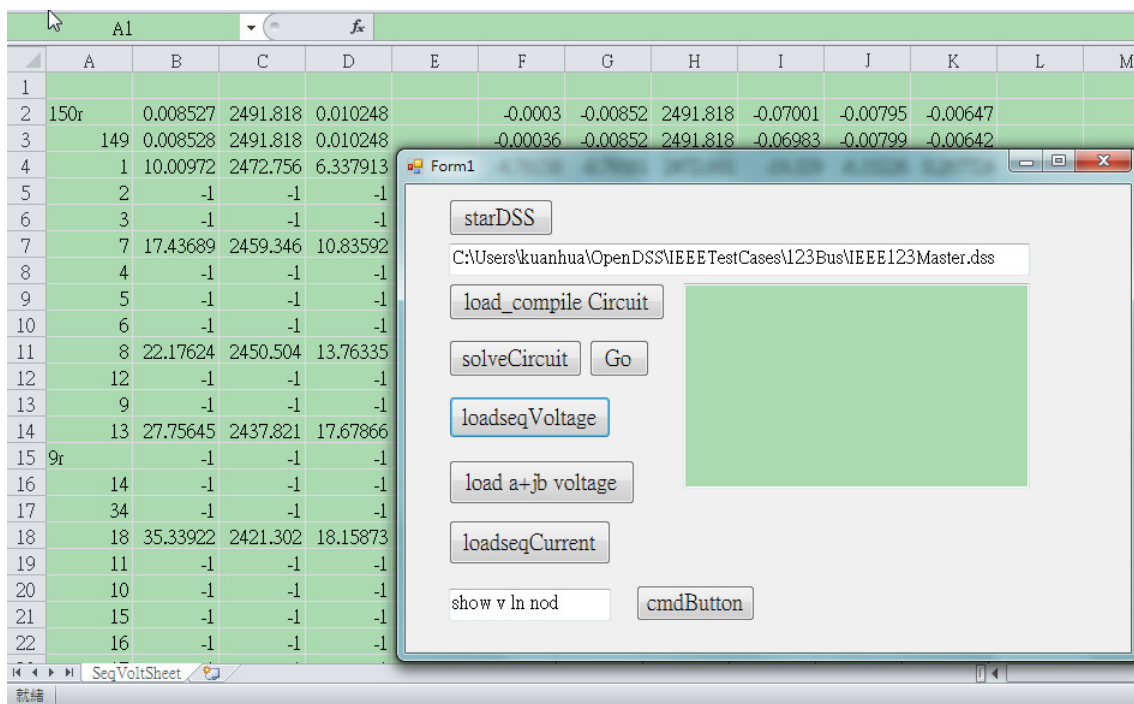 A1 fx
A B C D E F G H I J K L M
1
2 150r 0.008527 2491.818 0.010248 -0.0003 -0.00852 2491.818 -0.07001 -0.00795 -0.00647
3 149 0.008528 2491.818 0.010248 -0.00036 -0.00852 2491.818 -0.06983 -0.00799 -0.00642
4 1 10.00972 2472.756 6.337913
5 2 -1 -1 -1
6 3 -1 -1 -1
7 7 17.43689 2459.346 10.83592
8 4 -1 -1 -1
9 5 -1 -1 -1
10 6 -1 -1 -1
11 8 22.17624 2450.504 13.76335
12 12 -1 -1 -1
13 9 -1 -1 -1
14 13 27.75645 2437.821 17.67866
15 9r -1 -1 -1
16 14 -1 -1 -1
17 34 -1 -1 -1
18 18 35.33922 2421.302 18.15873
19 11 -1 -1 -1
20 10 -1 -1 -1
21 15 -1 -1 -1
22 16 -1 -1 -1
SeqVoltSheet
就緒
Form1
starDSS
C:\Users\kuanhua\OpenDSS\IEEETestCases\123Bus\IEEE123Master.dss
load_compile Circuit
solveCircuit Go
loadseqVoltage
load a+jb voltage
loadseqCurrent
show v ln nod cmdButton